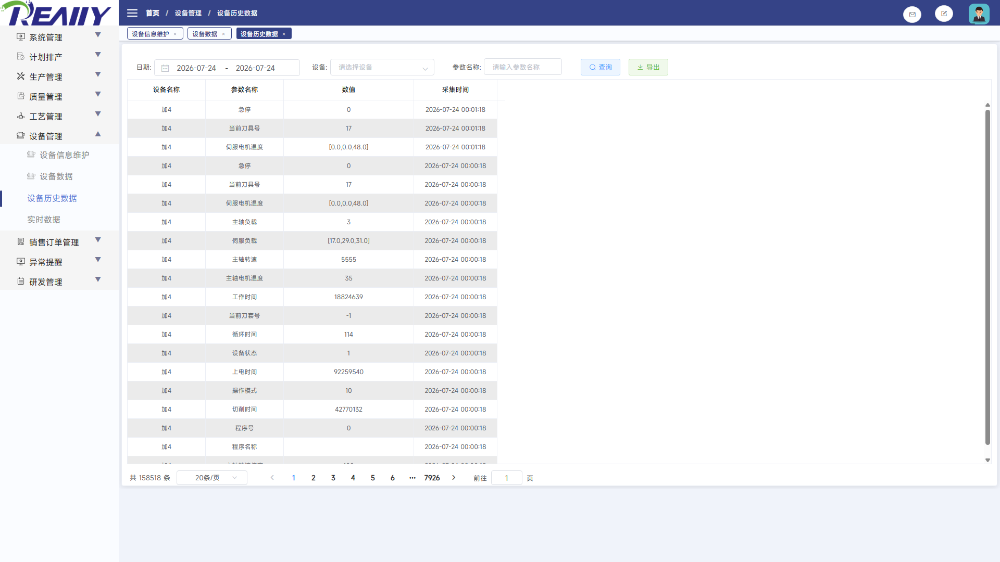 REALLY
首页 / 设备管理 / 设备历史数据
设备信息维护 × 设备数据 × 设备历史数据 ×
系统管理
计划排产
生产管理
质量管理
工艺管理
设备管理
设备信息维护
设备数据
设备历史数据
实时数据
销售订单管理
异常提醒
研发管理
日期: 2026-07-24 - 2026-07-24 设备: 请选择设备 参数名称: 请输入参数名称 查询 导出
设备名称 参数名称 数值 采集时间
加4 急停 0 2026-07-24 00:01:18
加4 当前刀具号 17 2026-07-24 00:01:18
加4 伺服电机温度 [0.0,0.0,48.0] 2026-07-24 00:01:18
加4 急停 0 2026-07-24 00:00:18
加4 当前刀具号 17 2026-07-24 00:00:18
加4 伺服电机温度 [0.0,0.0,48.0] 2026-07-24 00:00:18
加4 主轴负载 3 2026-07-24 00:00:18
加4 伺服负载 [17.0,29.0,31.0] 2026-07-24 00:00:18
加4 主轴转速 5555 2026-07-24 00:00:18
加4 主轴电机温度 35 2026-07-24 00:00:18
加4 工作时间 18824639 2026-07-24 00:00:18
加4 当前刀套号 -1 2026-07-24 00:00:18
加4 循环时间 114 2026-07-24 00:00:18
加4 设备状态 1 2026-07-24 00:00:18
加4 上电时间 92259540 2026-07-24 00:00:18
加4 操作模式 10 2026-07-24 00:00:18
加4 切削时间 42770132 2026-07-24 00:00:18
加4 程序号 0 2026-07-24 00:00:18
加4 程序名称 2026-07-24 00:00:18
共 158518 条 20条/页 1 2 3 4 5 6 ··· 7926 前往 1 页